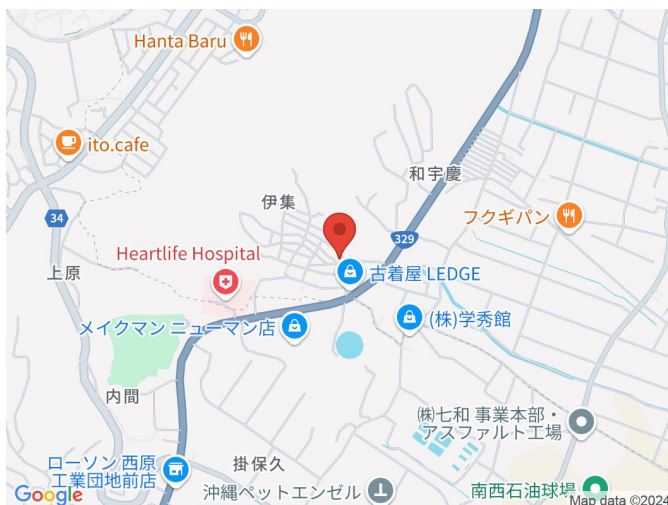 Hanta Baru
ito.cafe
和宇慶
伊集
フクギパン
34
329
上原
Heartlife Hospital
古着屋 LEDGE
メイクマン ニューマン店
(株)学秀館
内間
㈱七和 事業本部・
アスファルト工場
掛保久
ローソン 西原
工業団地前店
沖縄ペットエンゼル
南西石油球場
Google
Map data ©2024